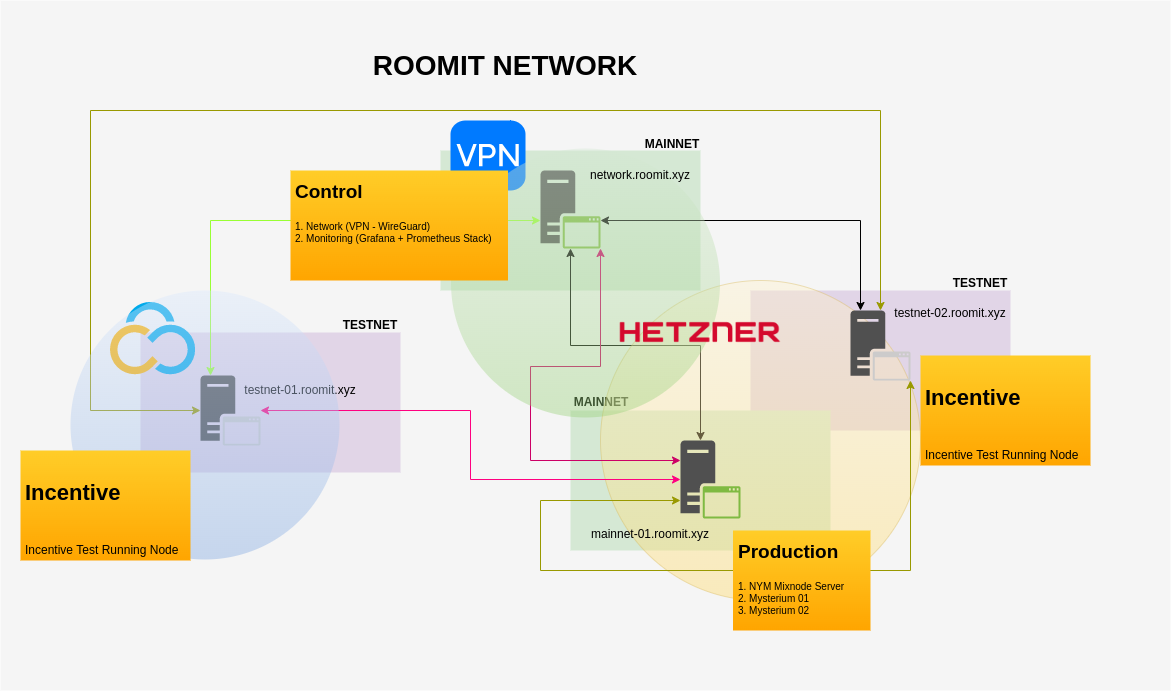 ROOMIT NETWORK
VPN
MAINNET
network.roomit.xyz
Control
1. Network (VPN - WireGuard)
2. Monitoring (Grafana + Prometheus Stack)
TESTNET
testnet-02.roomit.xyz
HETZNER
TESTNET
testnet-01.roomit.xyz
Incentive
Incentive Test Running Node
MAINNET
mainnet-01.roomit.xyz
Incentive
Incentive Test Running Node
Production
1. NYM Mixnode Server
2. Mysterium 01
3. Mysterium 02